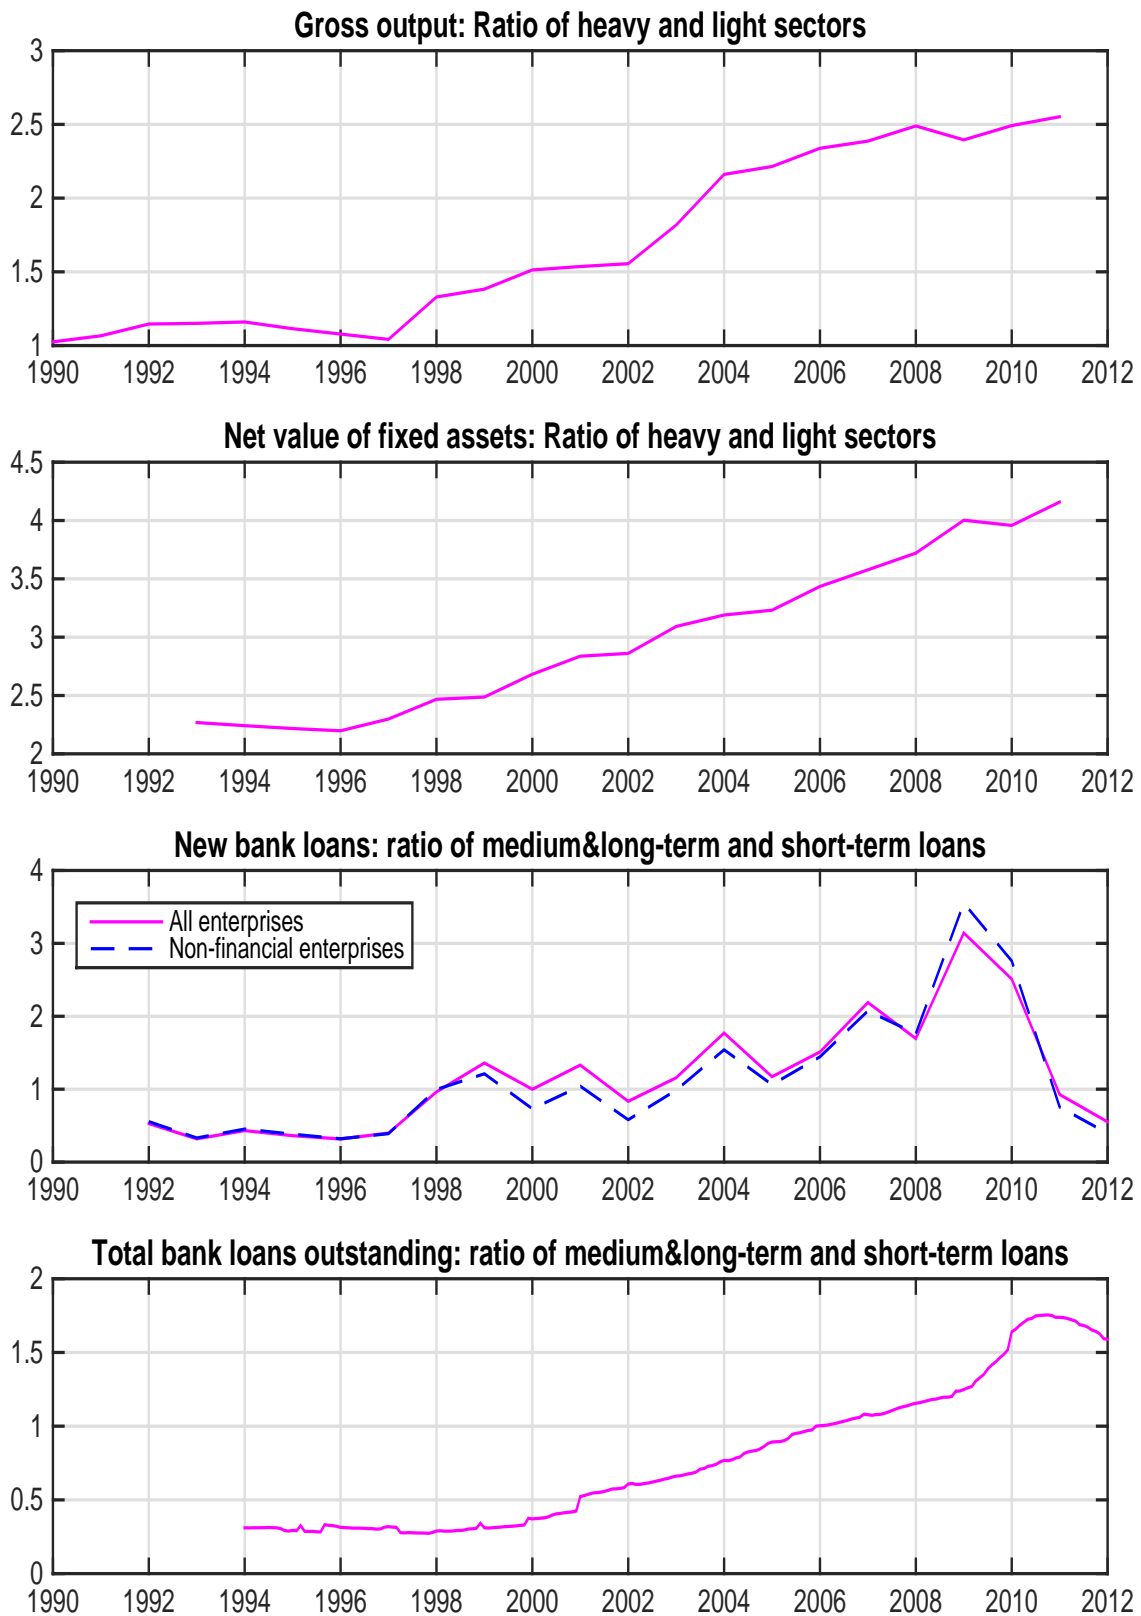 Gross output: Ratio of heavy and light sectors
3
2.5
2
1.5
1
1990 1992 1994 1996 1998 2000 2002 2004 2006 2008 2010 2012
Net value of fixed assets: Ratio of heavy and light sectors
4.5
4
3.5
3
2.5
2
1990 1992 1994 1996 1998 2000 2002 2004 2006 2008 2010 2012
New bank loans: ratio of medium&long-term and short-term loans
4
All enterprises
Non-financial enterprises
3
2
1
0
1990 1992 1994 1996 1998 2000 2002 2004 2006 2008 2010 2012
Total bank loans outstanding: ratio of medium&long-term and short-term loans
2
1.5
1
0.5
0
1990 1992 1994 1996 1998 2000 2002 2004 2006 2008 2010 2012